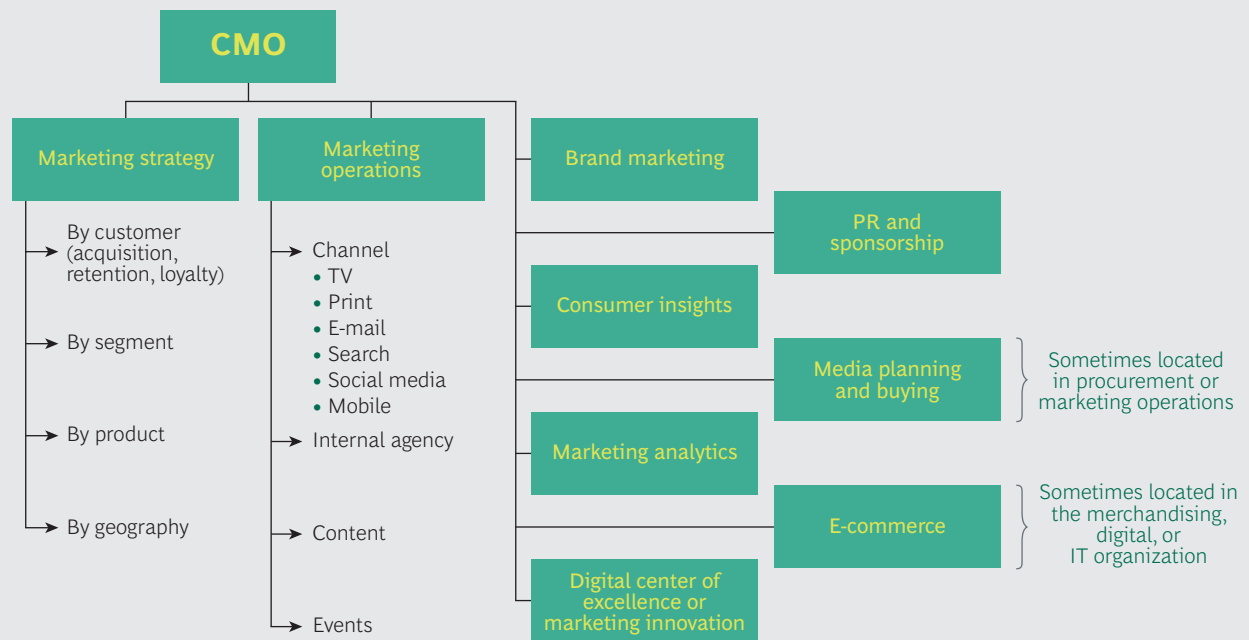 CMO
Marketing strategy
By customer
(acquisition,
retention, loyalty)
By segment
By product
By geography
Marketing
operations
Channel
• TV
• Print
• E-mail
• Search
• Social media
• Mobile
Internal agency
Content
Events
Brand marketing
PR and
sponsorship
Consumer insights
Media planning
and buying
Sometimes located
in procurement or
marketing operations
Marketing analytics
E-commerce
Sometimes located in
the merchandising,
digital, or
IT organization
Digital center of
excellence or
marketing innovation